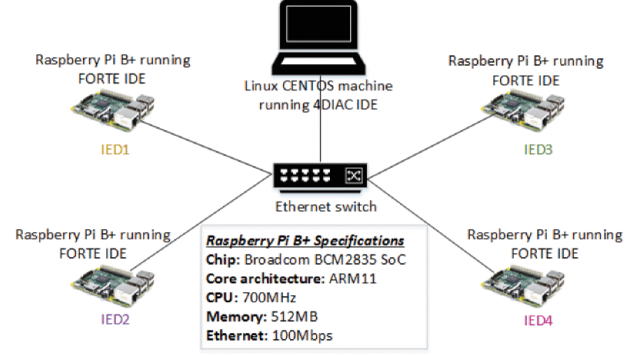 Raspberry Pi B+ running
FORTE IDE
IED1
Linux CENTOS machine
running 4DIAC IDE
Raspberry Pi B+ running
FORTE IDE
IED3
Ethernet switch
Raspberry Pi B+ running
FORTE IDE
IED2
Raspberry Pi B+ Specifications
Chip: Broadcom BCM2835 SoC
Core architecture: ARM11
CPU: 700MHz
Memory: 512MB
Ethernet: 100Mbps
Raspberry Pi B+ running
FORTE IDE
IED4